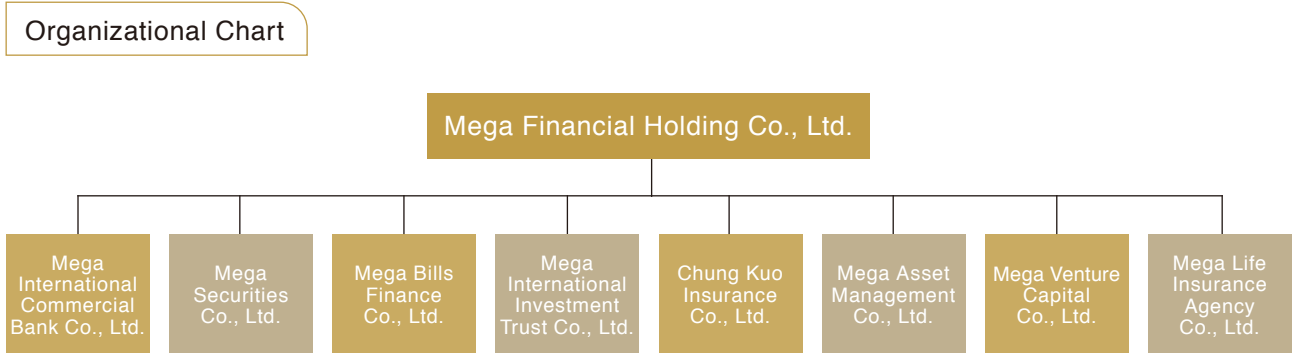 Organizational Chart
Mega Financial Holding Co., Ltd.
Mega
International
Commercial
Bank Co., Ltd.
Mega
Securities
Co., Ltd.
Mega Bills
Finance
Co., Ltd.
Mega
International
Investment
Trust Co., Ltd.
Chung Kuo
Insurance
Co., Ltd.
Mega Asset
Management
Co., Ltd.
Mega Venture
Capital
Co., Ltd.
Mega Life
Insurance
Agency
Co., Ltd.